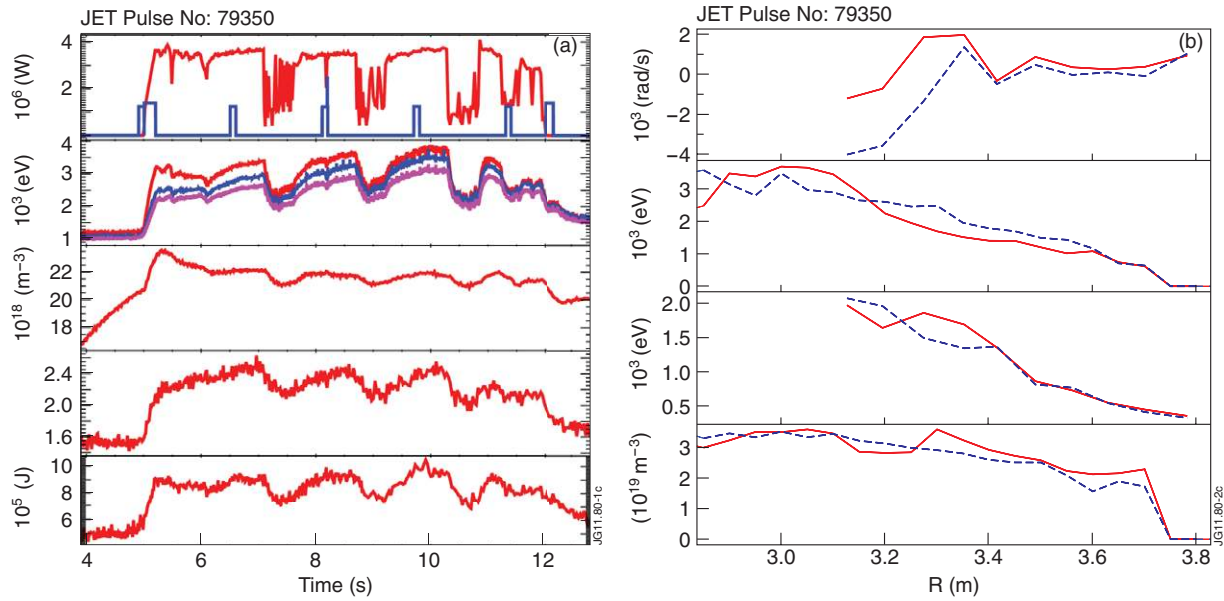 JET Pulse No: 79350
(a)
10⁶ (W)
4
2
4
10³ (eV)
4
3
2
1
10¹⁸ (m⁻³)
22
20
18
2.4
2.0
1.6
10⁵ (J)
10
8
6
4 6 8 10 12
Time (s)
JG11.80-1c
JET Pulse No: 79350
(b)
10³ (rad/s)
2
0
−2
−4
10³ (eV)
3
2
1
0
10³ (eV)
2.0
1.5
1.0
0.5
(10¹⁹ m⁻³)
3
2
1
0
3.0 3.2 3.4 3.6 3.8
R (m)
JG11.80-2c